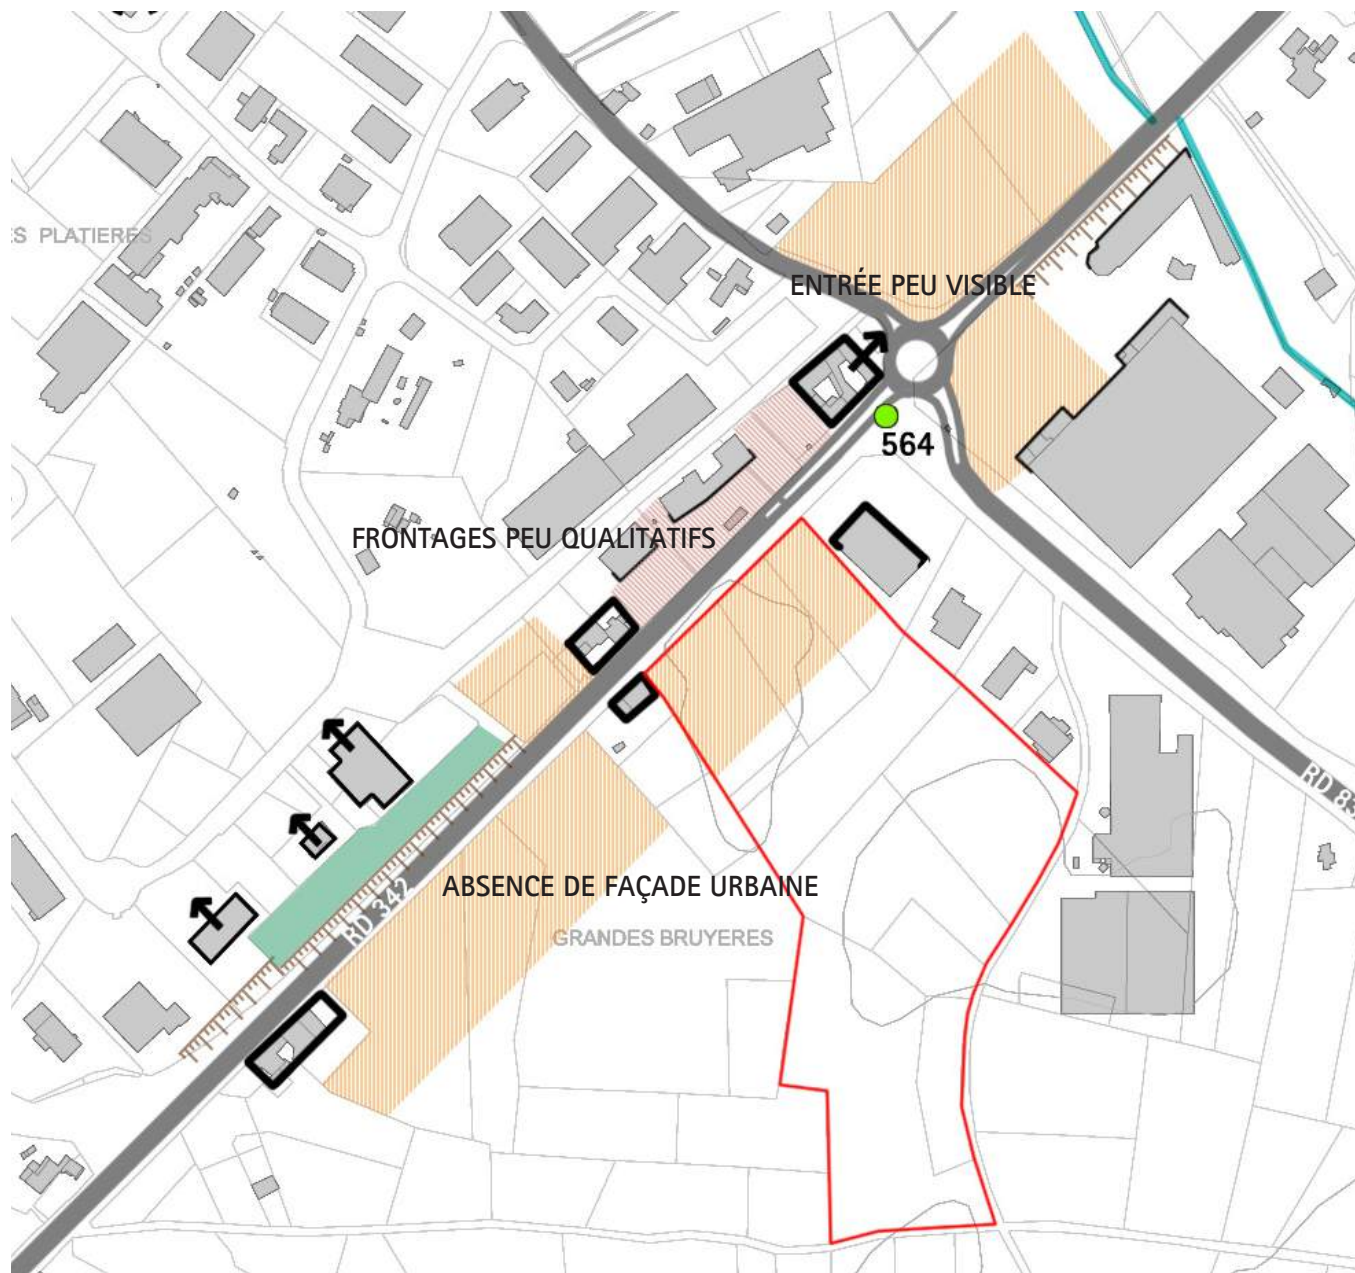 S PLATIERES
ENTRÉE PEU VISIBLE
564
FRONTAGES PEU QUALITATIFS
RD 83
ABSENCE DE FAÇADE URBAINE
RD 342
GRANDES BRUYERES